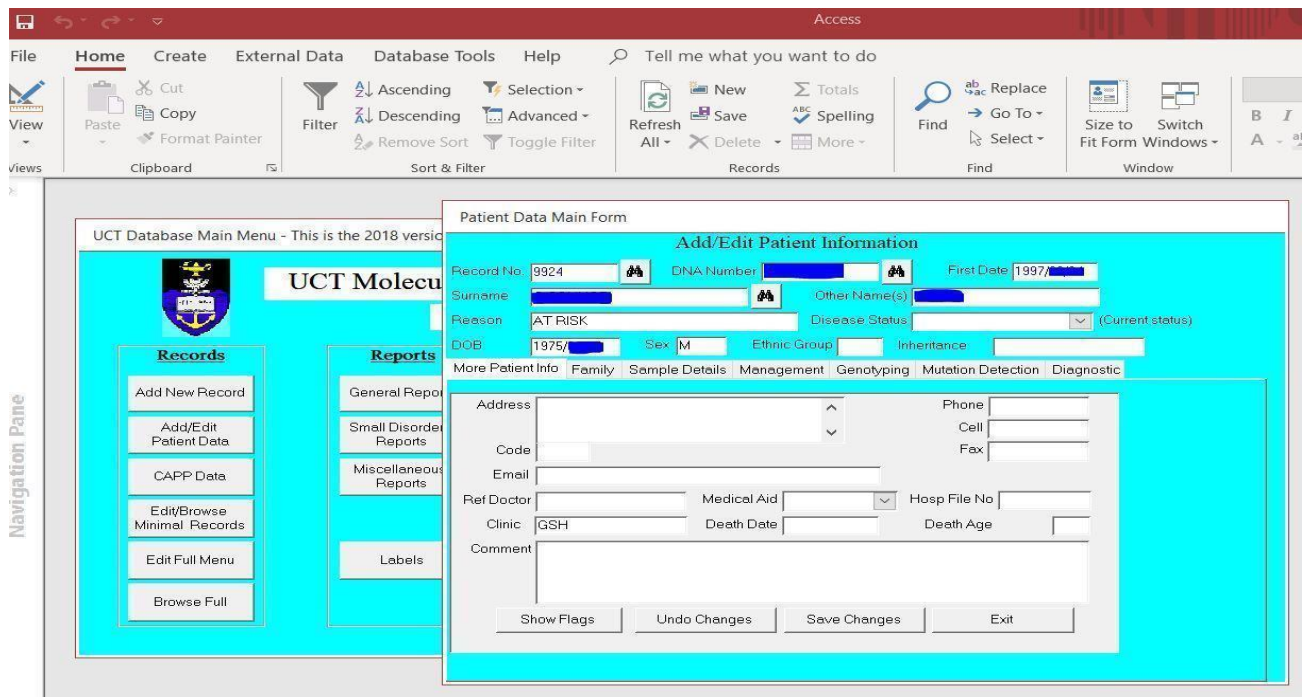 Access
File Home Create External Data Database Tools Help Tell me what you want to do
View
Views
Paste
Cut
Copy
Format Painter
Clipboard
Filter
Ascending
Descending
Remove Sort
Selection
Advanced
Toggle Filter
Sort & Filter
Refresh
All
New
Save
Delete
Totals
Spelling
More
Records
Find
Replace
Go To
Select
Find
Size to
Fit Form
Switch
Windows
Window
B I
A
Navigation Pane
UCT Database Main Menu - This is the 2018 versic
UCT Molecu
Records
Add New Record
Add/Edit
Patient Data
CAPP Data
Edit/Browse
Minimal Records
Edit Full Menu
Browse Full
Reports
General Repor
Small Disorder
Reports
Miscellaneous
Reports
Labels
Patient Data Main Form
Add/Edit Patient Information
Record No 9924 DNA Number First Date 1997/
Surname Other Name(s)
Reason AT RISK Disease Status (Current status)
DOB 1975/ Sex M Ethnic Group Inheritance
More Patient Info Family Sample Details Management Genotyping Mutation Detection Diagnostic
Address Phone
Cell
Code Fax
Email
Ref Doctor Medical Aid Hosp File No
Clinic GSH Death Date Death Age
Comment
Show Flags Undo Changes Save Changes Exit